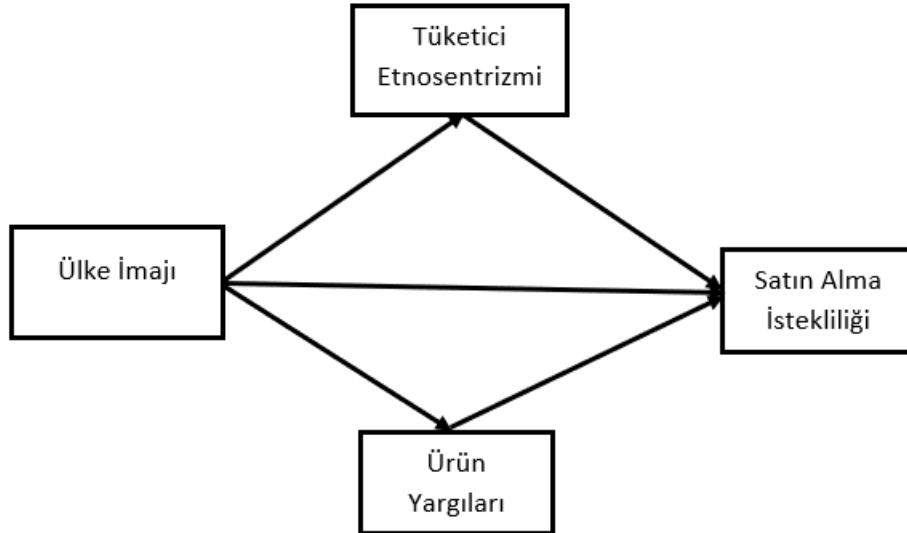 Tüketici
Etnosentrizmi
Ülke İmajı
Satın Alma
İstekliliği
Ürün
Yargıları